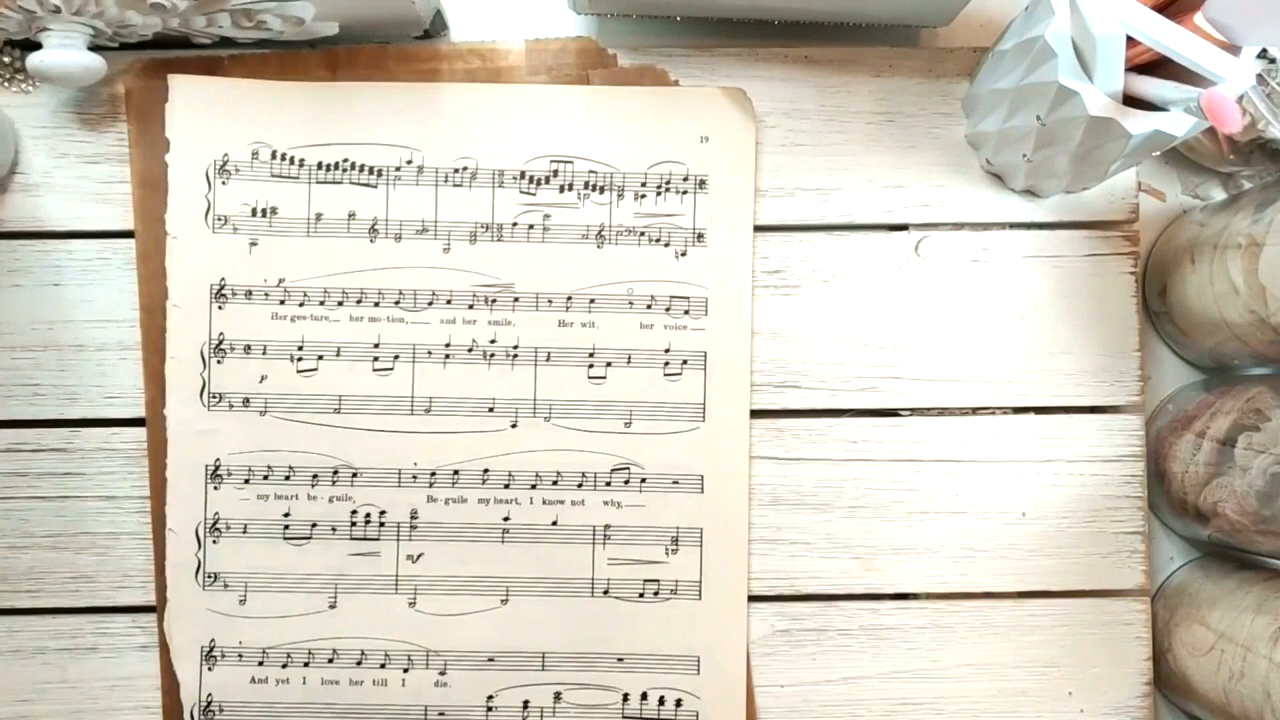 19
p
Her ges-ture, her mo-tion, and her smile, Her wit, her voice
p
my heart be-guile, Be-guile my heart, I know not why,
mf
And yet I love her till I die.